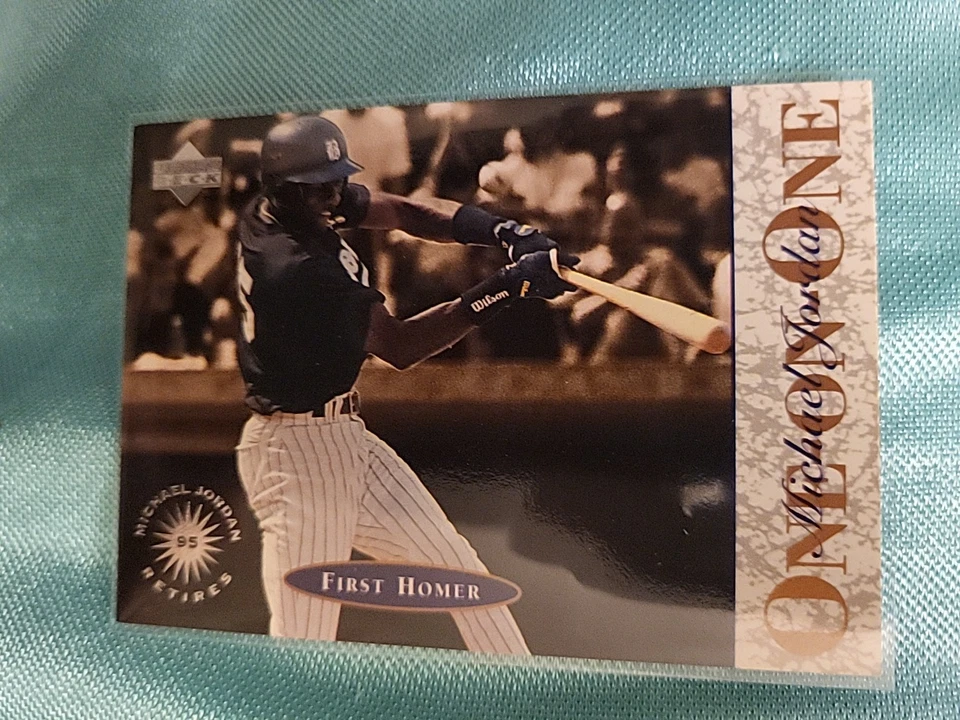 UPPER
DECK
Wilson
MICHAEL JORDAN
95
RETIRES
FIRST HOMER
ONE ON ONE
Michael Jordan